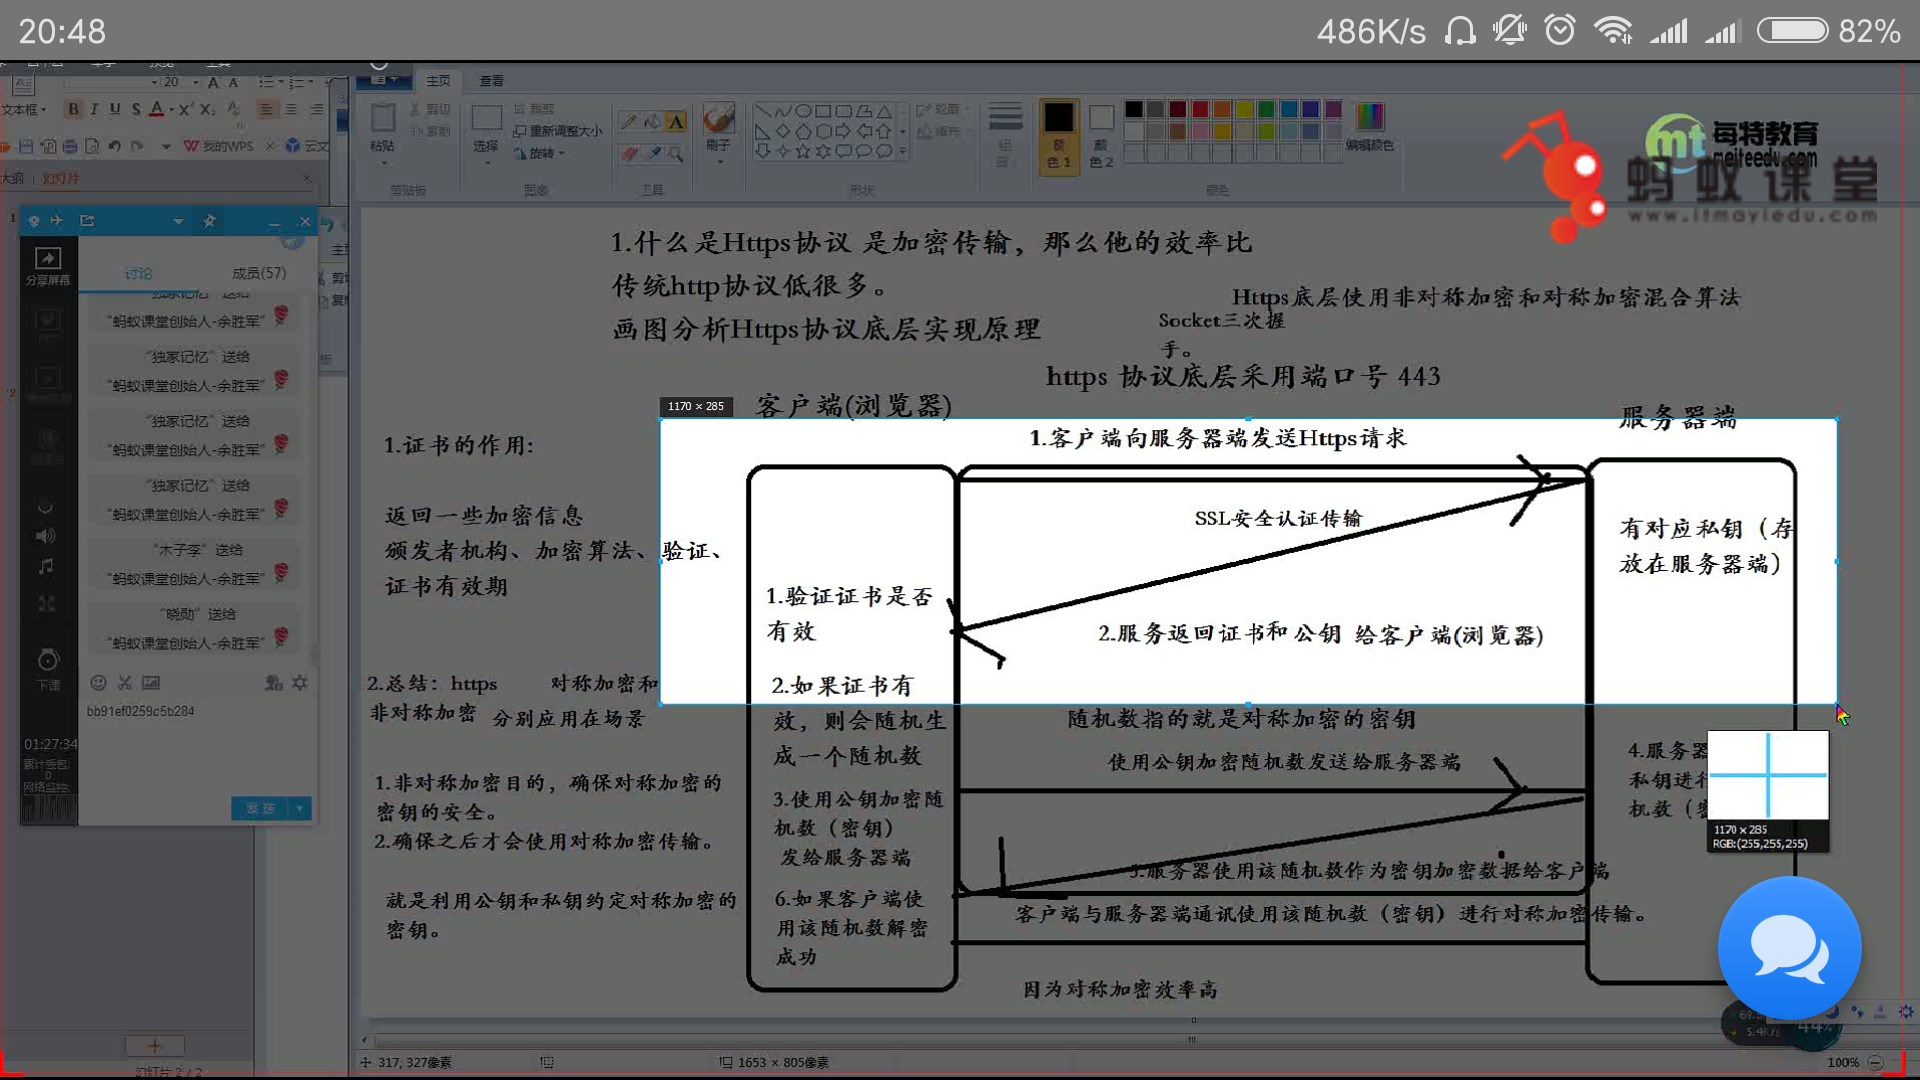 20:48
486K/s
82%
20
主页
查看
文本框
B I U S A X² X₂
粘贴
剪切
复制
选择
裁剪
重新调整大小
旋转
刷子
轮廓
填充
粗细
颜色 1
颜色 2
编辑颜色
我的WPS
剪贴板
图像
工具
形状
颜色
每特教育
meiteedu.com
蚂蚁课堂
www.itmayiedu.com
大纲
幻灯片
分享屏幕
讨论
成员(57)
“独家记忆”送给
“蚂蚁课堂创始人-余胜军”
“独家记忆”送给
“蚂蚁课堂创始人-余胜军”
“独家记忆”送给
“蚂蚁课堂创始人-余胜军”
“独家记忆”送给
“蚂蚁课堂创始人-余胜军”
“木子李”送给
“蚂蚁课堂创始人-余胜军”
“晓勋”送给
“蚂蚁课堂创始人-余胜军”
下课
bb91ef0259c5b284
01:27:34
累计丢包:
0
网络监控:
发送
1.什么是Https协议 是加密传输，那么他的效率比
传统http协议低很多。
画图分析Https协议底层实现原理
Https底层使用非对称加密和对称加密混合算法
Socket三次握
手。
https 协议底层采用端口号 443
1170 × 285
客户端(浏览器)
服务器端
1.证书的作用:
返回一些加密信息
颁发者机构、加密算法、验证、
证书有效期
1.客户端向服务器端发送Https请求
SSL安全认证传输
有对应私钥（存
放在服务器端）
1.验证证书是否
有效
2.服务返回证书和公钥 给客户端(浏览器)
2.如果证书有
效，则会随机生
成一个随机数
3.使用公钥加密随
机数（密钥）
发给服务器端
6.如果客户端使
用该随机数解密
成功
2.总结：https 对称加密和
非对称加密 分别应用在场景
1.非对称加密目的，确保对称加密的
密钥的安全。
2.确保之后才会使用对称加密传输。
就是利用公钥和私钥约定对称加密的
密钥。
随机数指的就是对称加密的密钥
使用公钥加密随机数发送给服务器端
4.服务器
私钥进行
机数（密
1170 × 285
RGB:(255,255,255)
5.服务器使用该随机数作为密钥加密数据给客户端
客户端与服务器端通讯使用该随机数（密钥）进行对称加密传输。
因为对称加密效率高
44%
幻灯片 2 / 2
317, 327像素
1653 × 805像素
100%